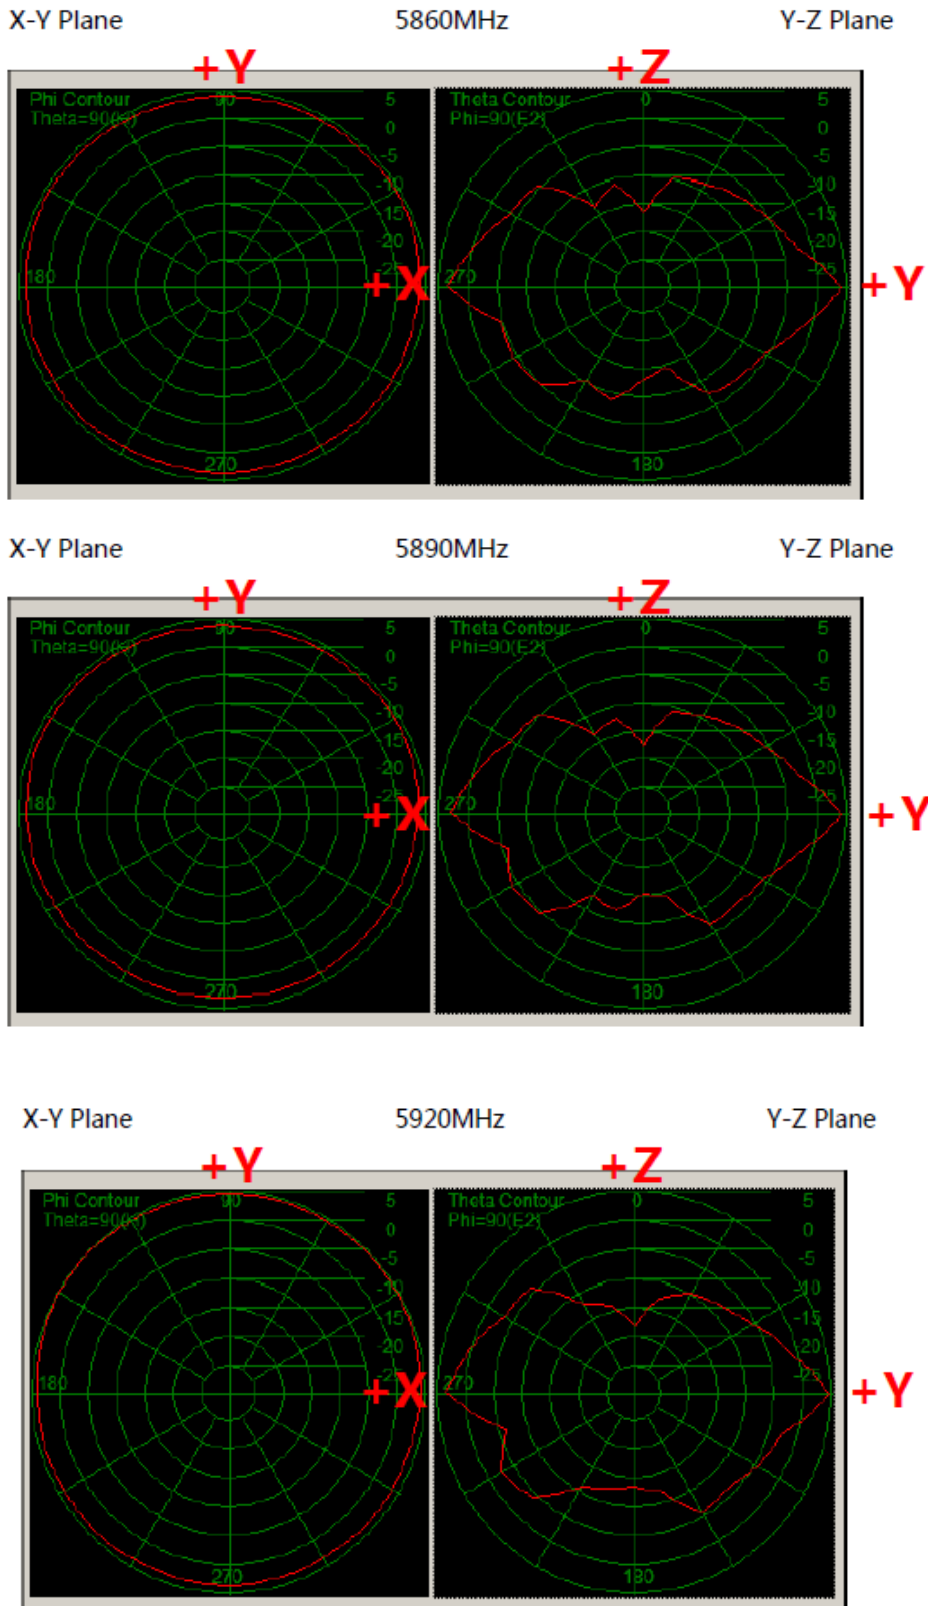 X-Y Plane 5860MHz Y-Z Plane
+Y +Z
Phi Contour 90 5 Theta Contour 0 5
Theta=90( Phi=90(E2) 0
0
-5 -5
-10 -10
-15 -15
-20 -20
-25 -25
180 +X 270 +Y
270 180
X-Y Plane 5890MHz Y-Z Plane
+Y +Z
Phi Contour 90 5 Theta Contour 0 5
Theta=90( 0 Phi=90(E2) 0
-5 -5
-10 -10
-15 -15
-20 -20
-25 -25
180 +X 270 +Y
270 180
X-Y Plane 5920MHz Y-Z Plane
+Y +Z
Phi Contour 90 5 Theta Contour 0 5
Theta=90( 0 Phi=90(E2) 0
-5 -5
-10 -10
-15 -15
-20 -20
-25 -25
180 +X 270 +Y
270 180